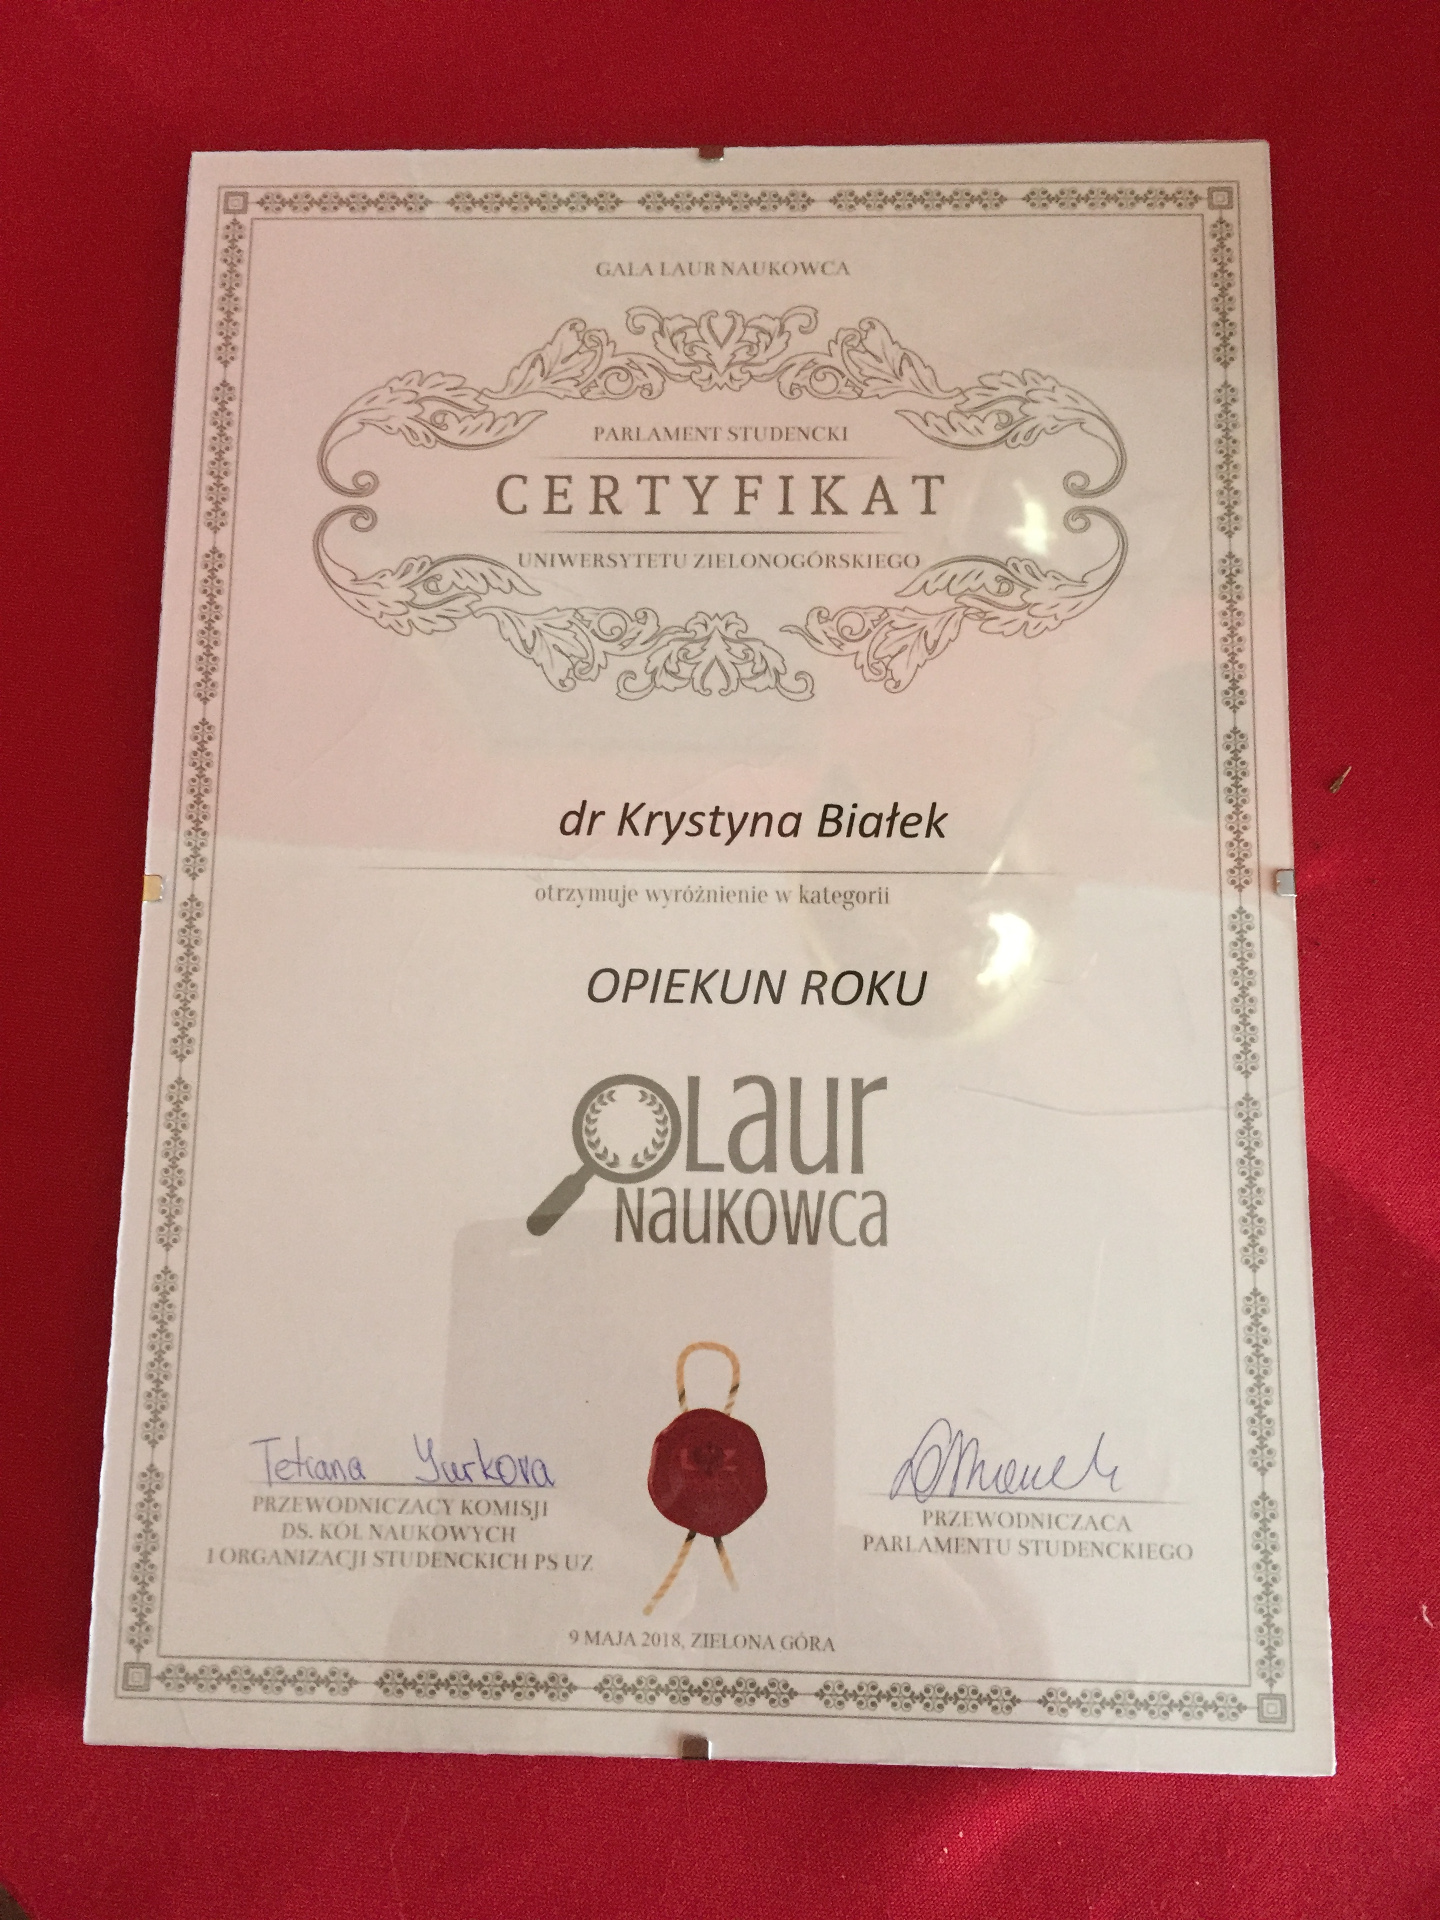 GALA LAUR NAUKOWCA
PARLAMENT STUDENCKI
CERTYFIKAT
UNIWERSYTETU ZIELONOGÓRSKIEGO
dr Krystyna Białek
otrzymuje wyróżnienie w kategorii
OPIEKUN ROKU
Laur
Naukowca
Tetiana Yurkova
PRZEWODNICZĄCY KOMISJI
DS. KÓŁ NAUKOWYCH
I ORGANIZACJI STUDENCKICH PS UZ
PRZEWODNICZĄCA
PARLAMENTU STUDENCKIEGO
9 MAJA 2018, ZIELONA GÓRA